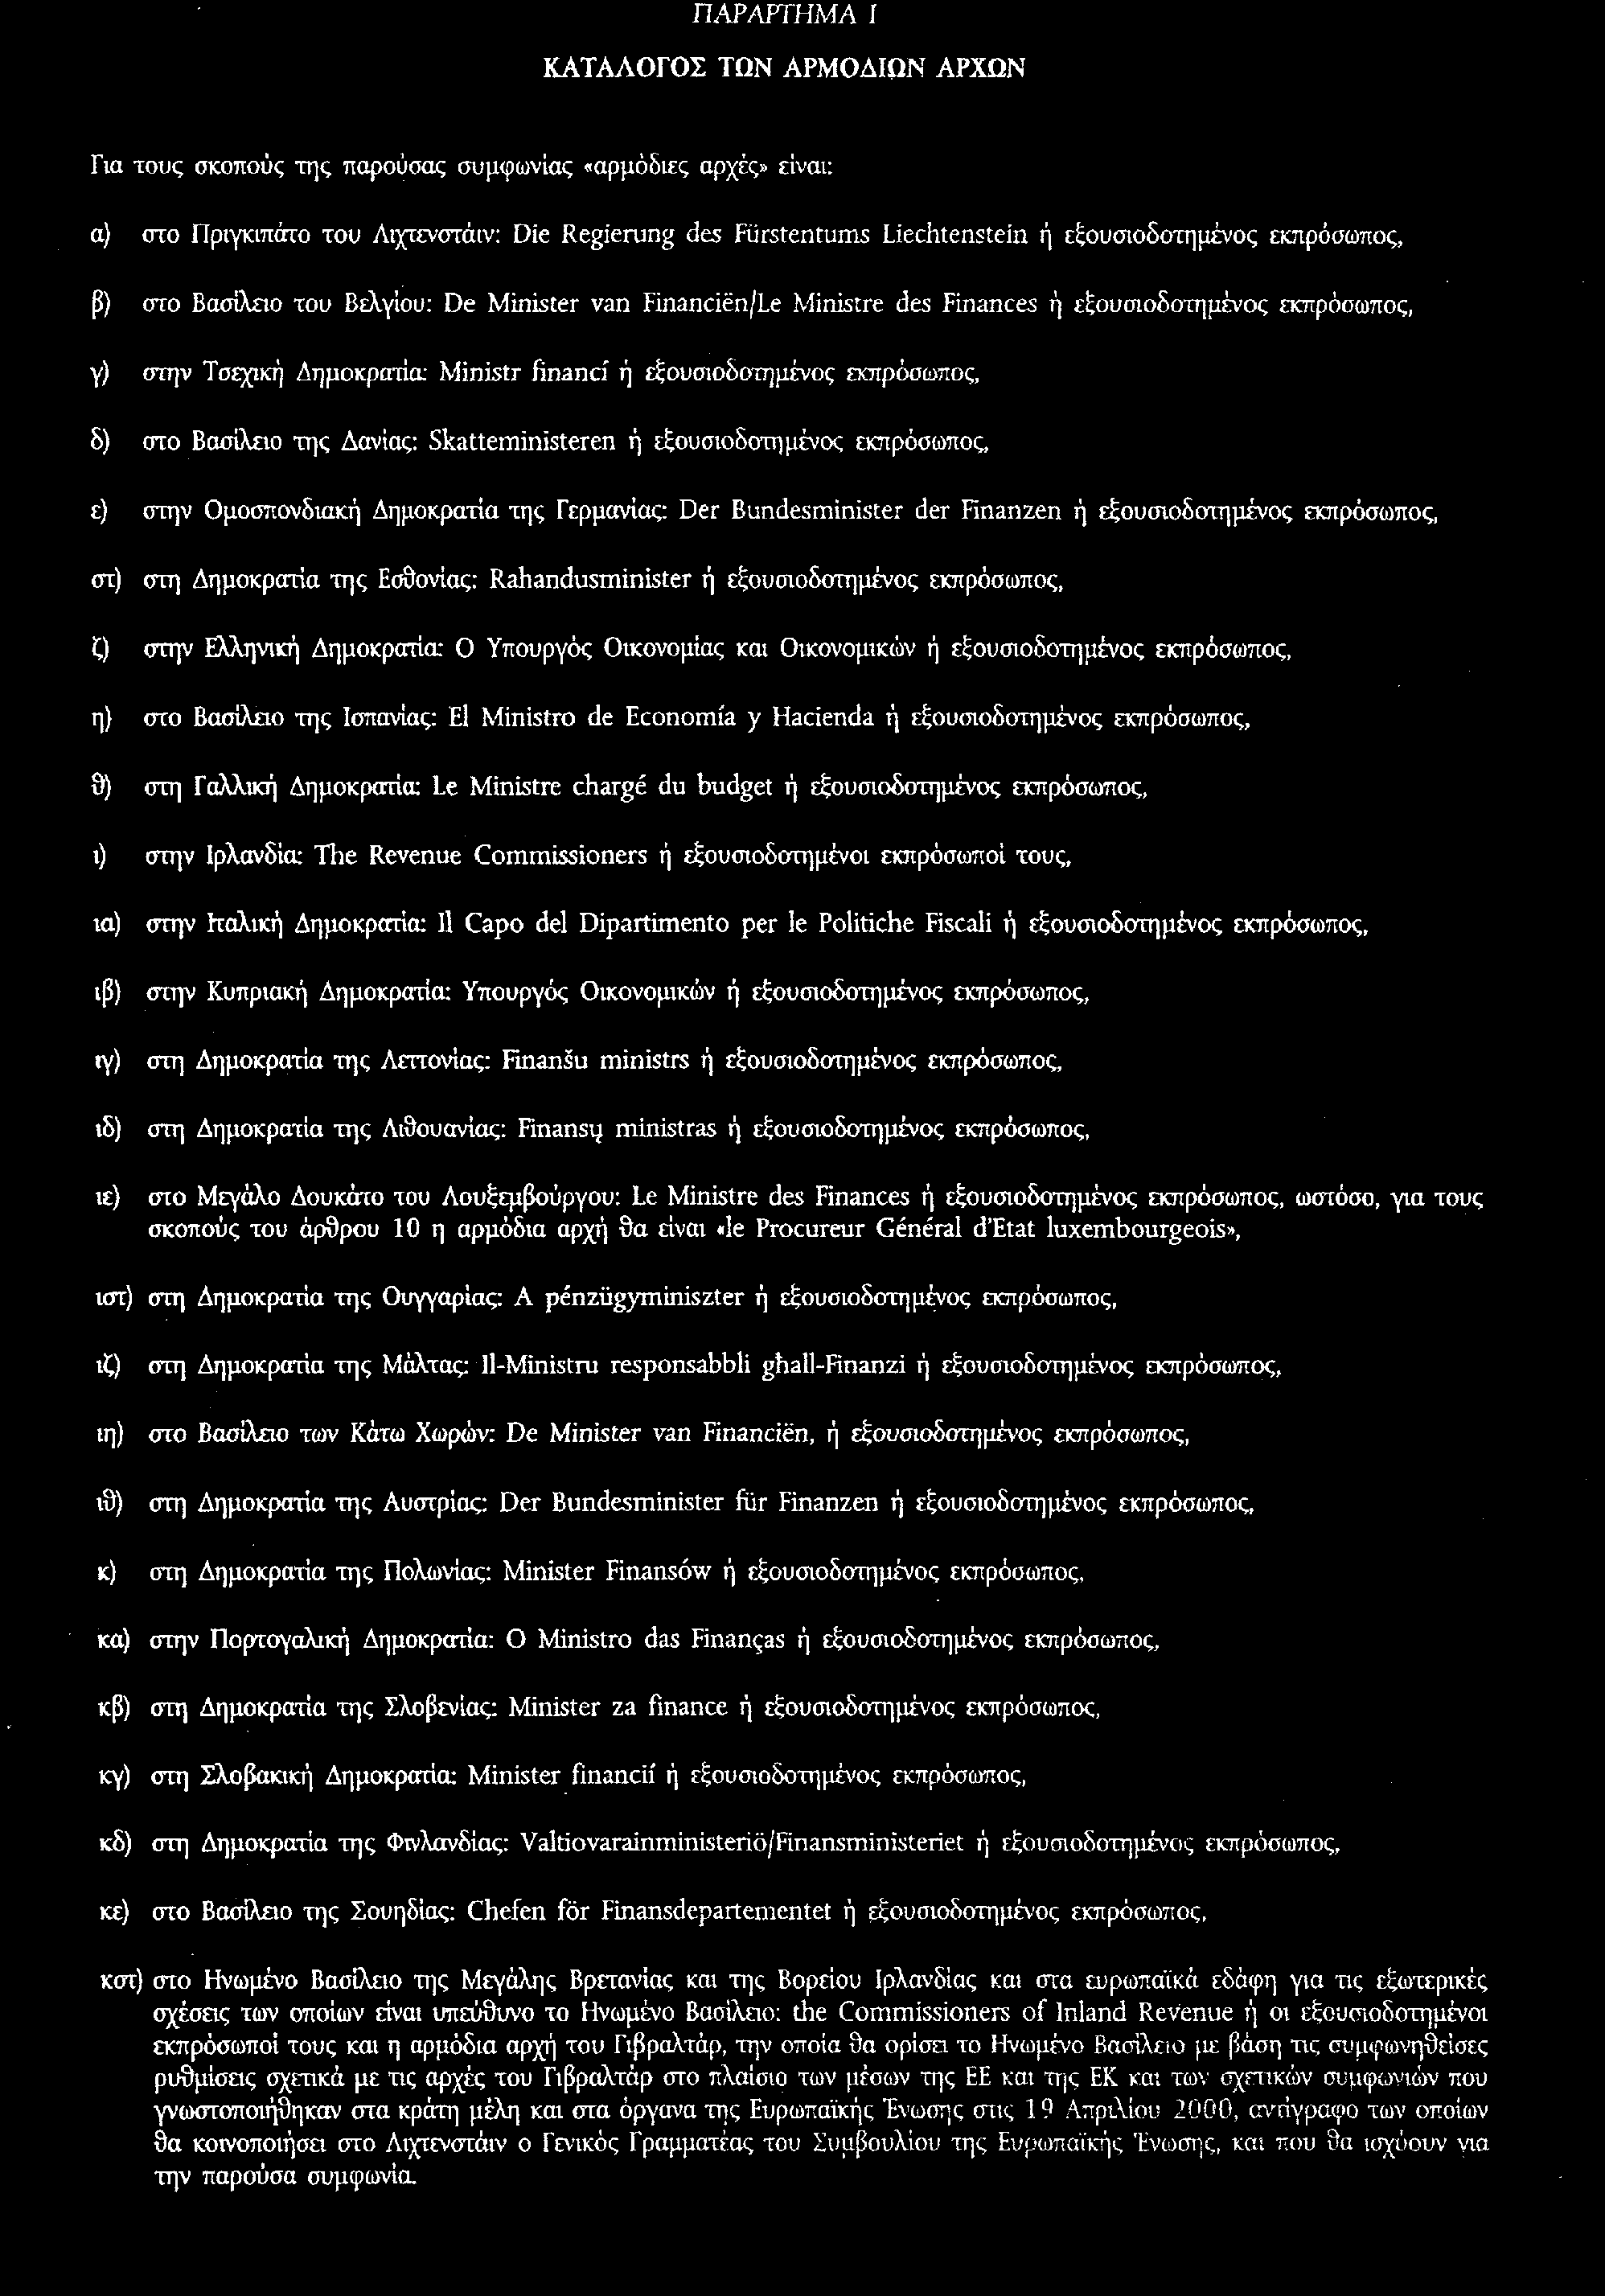 ΠΑΡΑΡΤΗΜΑ Ι
ΚΑΤΑΛΟΓΟΣ ΤΩΝ ΑΡΜΟΔΙΩΝ ΑΡΧΩΝ
Για τους σκοπούς της παρούσας συμφωνίας «αρμόδιες αρχές» είναι:
α) στο Πριγκιπάτο του Λιχτενστάιν: Die Regierung des Fürstentums Liechtenstein ή εξουσιοδοτημένος εκπρόσωπος,
β) στο Βασίλειο του Βελγίου: De Minister van Financiën/Le Ministre des Finances ή εξουσιοδοτημένος εκπρόσωπος,
γ) στην Τσεχική Δημοκρατία: Ministr financí ή εξουσιοδοτημένος εκπρόσωπος,
δ) στο Βασίλειο της Δανίας: Skatteministeren ή εξουσιοδοτημένος εκπρόσωπος,
ε) στην Ομοσπονδιακή Δημοκρατία της Γερμανίας: Der Bundesminister der Finanzen ή εξουσιοδοτημένος εκπρόσωπος,
στ) στη Δημοκρατία της Εσθονίας: Rahandusminister ή εξουσιοδοτημένος εκπρόσωπος,
ζ) στην Ελληνική Δημοκρατία: Ο Υπουργός Οικονομίας και Οικονομικών ή εξουσιοδοτημένος εκπρόσωπος,
η) στο Βασίλειο της Ισπανίας: El Ministro de Economía y Hacienda ή εξουσιοδοτημένος εκπρόσωπος,
θ) στη Γαλλική Δημοκρατία: Le Ministre chargé du budget ή εξουσιοδοτημένος εκπρόσωπος,
ι) στην Ιρλανδία: The Revenue Commissioners ή εξουσιοδοτημένοι εκπρόσωποί τους,
ια) στην Ιταλική Δημοκρατία: Il Capo del Dipartimento per le Politiche Fiscali ή εξουσιοδοτημένος εκπρόσωπος,
ιβ) στην Κυπριακή Δημοκρατία: Υπουργός Οικονομικών ή εξουσιοδοτημένος εκπρόσωπος,
ιγ) στη Δημοκρατία της Λεττονίας: Finanšu ministrs ή εξουσιοδοτημένος εκπρόσωπος,
ιδ) στη Δημοκρατία της Λιθουανίας: Finansų ministras ή εξουσιοδοτημένος εκπρόσωπος,
ιε) στο Μεγάλο Δουκάτο του Λουξεμβούργου: Le Ministre des Finances ή εξουσιοδοτημένος εκπρόσωπος, ωστόσο, για τους
σκοπούς του άρθρου 10 η αρμόδια αρχή θα είναι «le Procureur Général d'Etat luxembourgeois»,
ιστ) στη Δημοκρατία της Ουγγαρίας: A pénzügyminiszter ή εξουσιοδοτημένος εκπρόσωπος,
ιζ) στη Δημοκρατία της Μάλτας: Il-Ministru responsabbli għall-Finanzi ή εξουσιοδοτημένος εκπρόσωπος,
ιη) στο Βασίλειο των Κάτω Χωρών: De Minister van Financiën, ή εξουσιοδοτημένος εκπρόσωπος,
ιθ) στη Δημοκρατία της Αυστρίας: Der Bundesminister für Finanzen ή εξουσιοδοτημένος εκπρόσωπος,
κ) στη Δημοκρατία της Πολωνίας: Minister Finansów ή εξουσιοδοτημένος εκπρόσωπος,
κα) στην Πορτογαλική Δημοκρατία: O Ministro das Finanças ή εξουσιοδοτημένος εκπρόσωπος,
κβ) στη Δημοκρατία της Σλοβενίας: Minister za finance ή εξουσιοδοτημένος εκπρόσωπος,
κγ) στη Σλοβακική Δημοκρατία: Minister financií ή εξουσιοδοτημένος εκπρόσωπος,
κδ) στη Δημοκρατία της Φινλανδίας: Valtiovarainministeriö/Finansministeriet ή εξουσιοδοτημένος εκπρόσωπος,
κε) στο Βασίλειο της Σουηδίας: Chefen för Finansdepartementet ή εξουσιοδοτημένος εκπρόσωπος,
κστ) στο Ηνωμένο Βασίλειο της Μεγάλης Βρετανίας και της Βορείου Ιρλανδίας και στα ευρωπαϊκά εδάφη για τις εξωτερικές
σχέσεις των οποίων είναι υπεύθυνο το Ηνωμένο Βασίλειο: the Commissioners of Inland Revenue ή οι εξουσιοδοτημένοι
εκπρόσωποί τους και η αρμόδια αρχή του Γιβραλτάρ, την οποία θα ορίσει το Ηνωμένο Βασίλειο με βάση τις συμφωνηθείσες
ρυθμίσεις σχετικά με τις αρχές του Γιβραλτάρ στο πλαίσιο των μέσων της ΕΕ και της ΕΚ και των σχετικών συμφωνιών που
γνωστοποιήθηκαν στα κράτη μέλη και στα όργανα της Ευρωπαϊκής Ένωσης στις 19 Απριλίου 2000, αντίγραφο των οποίων
θα κοινοποιήσει στο Λιχτενστάιν ο Γενικός Γραμματέας του Συμβουλίου της Ευρωπαϊκής Ένωσης, και που θα ισχύουν για
την παρούσα συμφωνία.